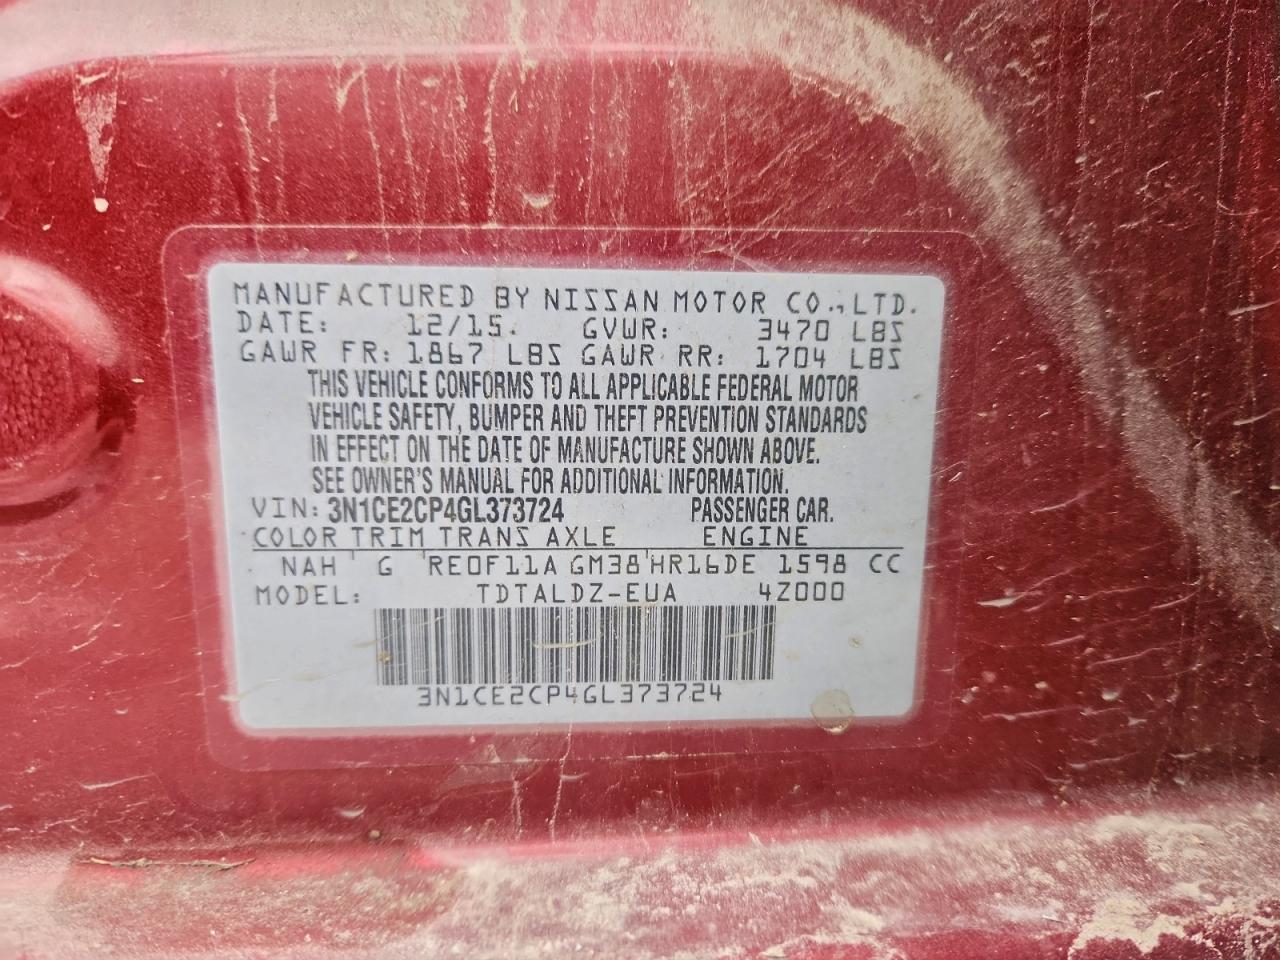 MANUFACTURED BY NISSAN MOTOR CO.,LTD.
DATE: 12/15. GVWR: 3470 LBS
GAWR FR: 1867 LBS GAWR RR: 1704 LBS
THIS VEHICLE CONFORMS TO ALL APPLICABLE FEDERAL MOTOR
VEHICLE SAFETY, BUMPER AND THEFT PREVENTION STANDARDS
IN EFFECT ON THE DATE OF MANUFACTURE SHOWN ABOVE.
SEE OWNER'S MANUAL FOR ADDITIONAL INFORMATION.
VIN: 3N1CE2CP4GL373724 PASSENGER CAR.
COLOR TRIM TRANS AXLE ENGINE
NAH G RE0F11A GM38 HR16DE 1598 CC
MODEL: TDTALDZ-EUA 4Z000
3N1CE2CP4GL373724